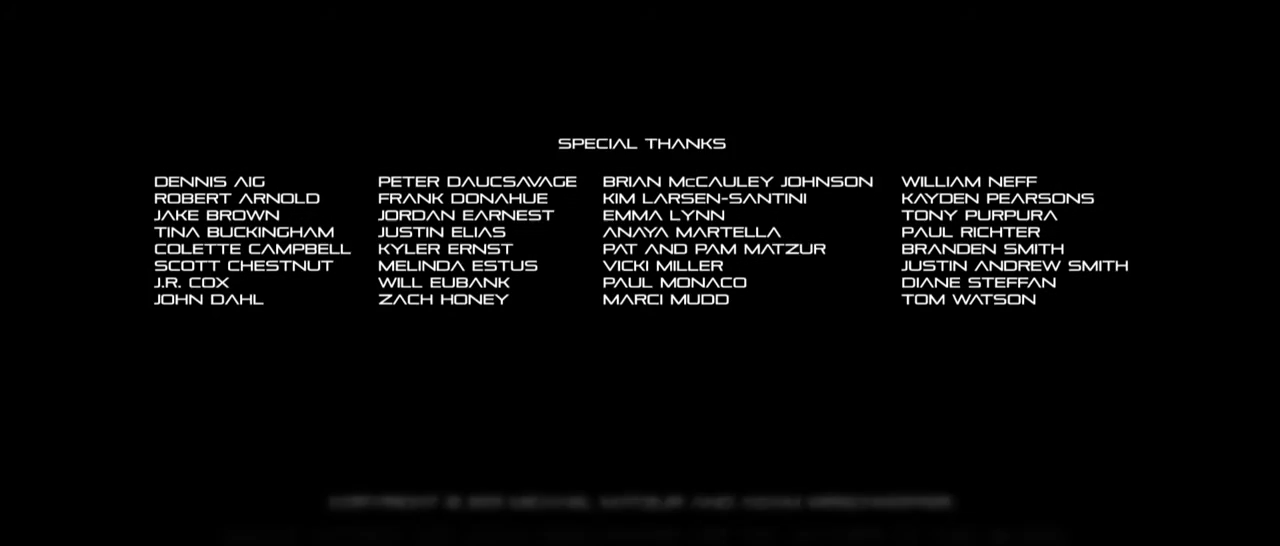 SPECIAL THANKS
DENNIS AIG
ROBERT ARNOLD
JAKE BROWN
TINA BUCKINGHAM
COLETTE CAMPBELL
SCOTT CHESTNUT
J.R. COX
JOHN DAHL
PETER DAUCSAVAGE
FRANK DONAHUE
JORDAN EARNEST
JUSTIN ELIAS
KYLER ERNST
MELINDA ESTUS
WILL EUBANK
ZACH HONEY
BRIAN McCAULEY JOHNSON
KIM LARSEN-SANTINI
EMMA LYNN
ANAYA MARTELLA
PAT AND PAM MATZUR
VICKI MILLER
PAUL MONACO
MARCI MUDD
WILLIAM NEFF
KAYDEN PEARSONS
TONY PURPURA
PAUL RICHTER
BRANDEN SMITH
JUSTIN ANDREW SMITH
DIANE STEFFAN
TOM WATSON